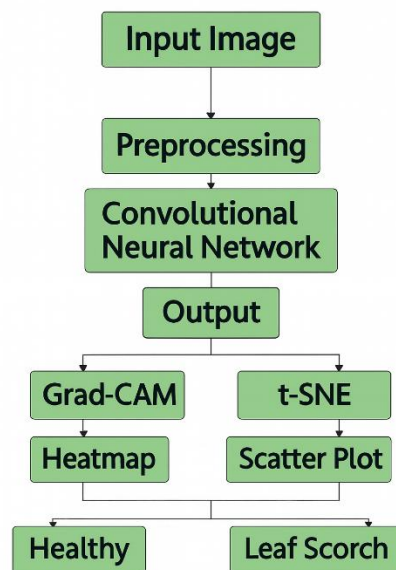 Input Image
Preprocessing
Convolutional
Neural Network
Output
Grad-CAM
t-SNE
Heatmap
Scatter Plot
Healthy
Leaf Scorch